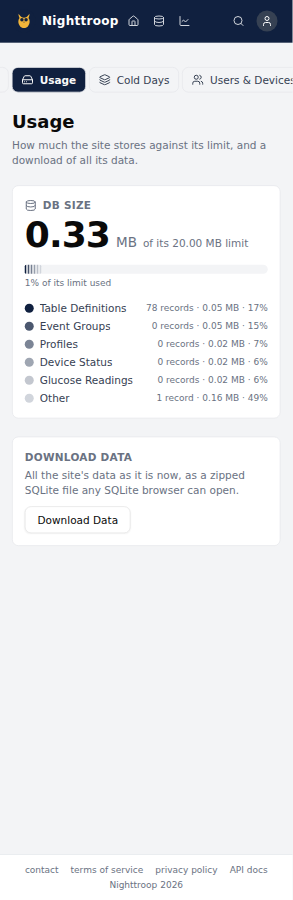 Nighttroop
Usage
Cold Days
Users & Devices
Usage
How much the site stores against its limit, and a
download of all its data.
DB SIZE
0.33 MB of its 20.00 MB limit
1% of its limit used
Table Definitions 78 records · 0.05 MB · 17%
Event Groups 0 records · 0.05 MB · 15%
Profiles 0 records · 0.02 MB · 7%
Device Status 0 records · 0.02 MB · 6%
Glucose Readings 0 records · 0.02 MB · 6%
Other 1 record · 0.16 MB · 49%
DOWNLOAD DATA
All the site's data as it is now, as a zipped
SQLite file any SQLite browser can open.
Download Data
contact terms of service privacy policy API docs
Nighttroop 2026